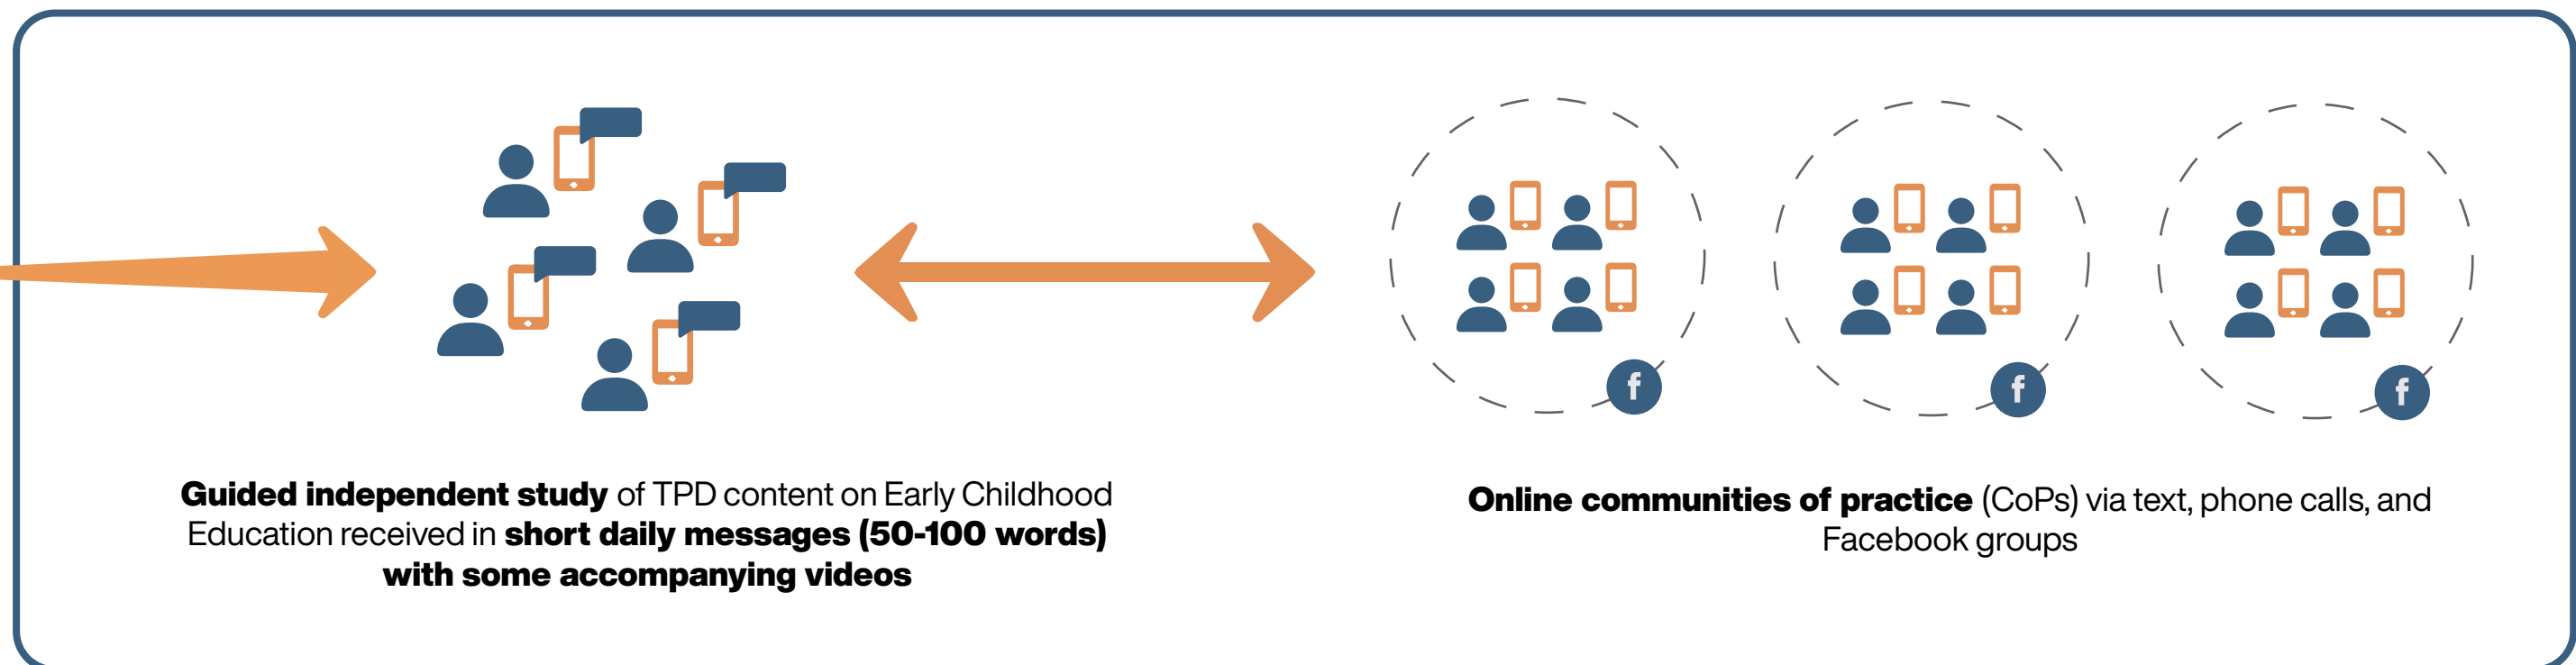 Guided independent study of TPD content on Early Childhood
Education received in short daily messages (50-100 words)
with some accompanying videos
f
f
f
Online communities of practice (CoPs) via text, phone calls, and
Facebook groups